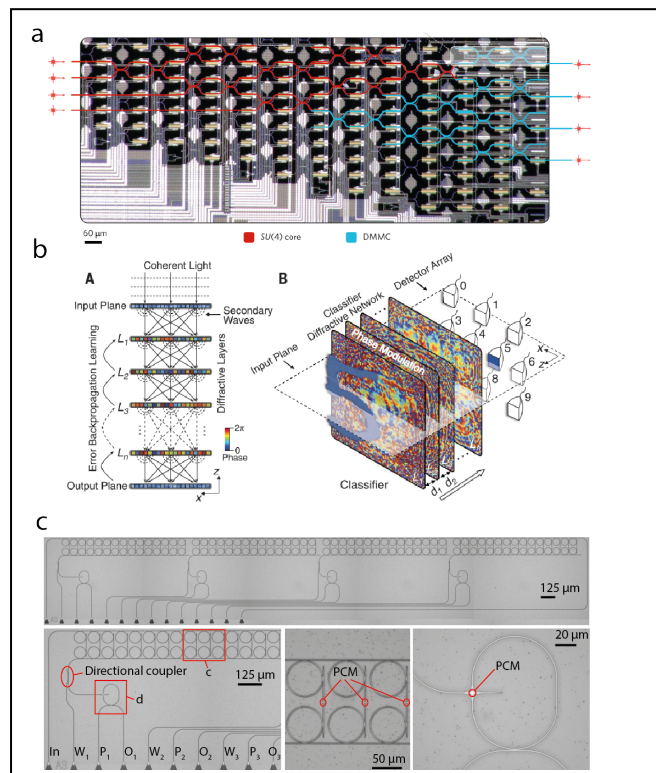 a
60 µm
SU(4) core
DMMC
b
A
Coherent Light
Input Plane
Secondary
Waves
L1
L2
L3
Ln
Error Backpropagation Learning
Diffractive Layers
2π
0
Phase
Output Plane
x
z
B
Detector Array
Classifier
Diffractive Network
Input Plane
Phase Modulation
0
1
2
3
4
5
6
8
9
x
z
Classifier
d1
d2
c
125 µm
Directional coupler
c
d
125 µm
In W1 P1 O1 W2 P2 O2 W3 P3 O3
PCM
50 µm
20 µm
PCM